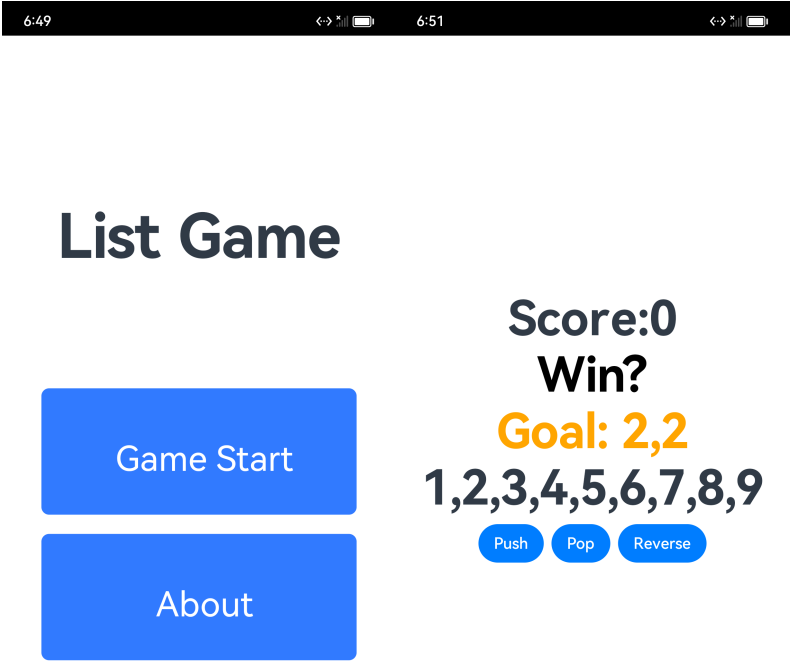 6:49
List Game
Game Start
About
6:51
Score:0
Win?
Goal: 2,2
1,2,3,4,5,6,7,8,9
Push Pop Reverse